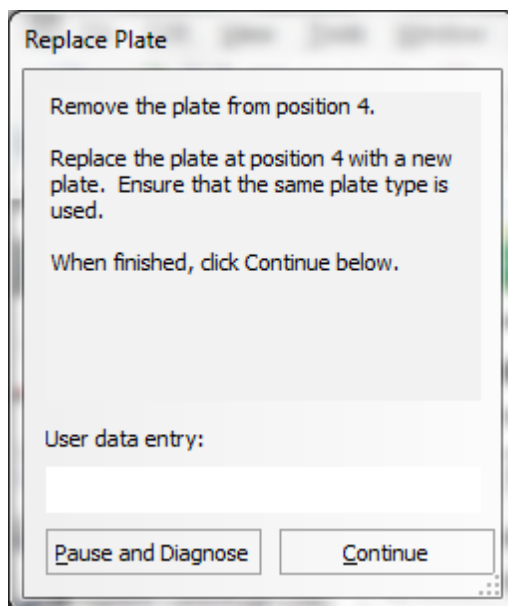 Replace Plate
Remove the plate from position 4.
Replace the plate at position 4 with a new
plate.  Ensure that the same plate type is
used.
When finished, click Continue below.
User data entry:
Pause and Diagnose
Continue